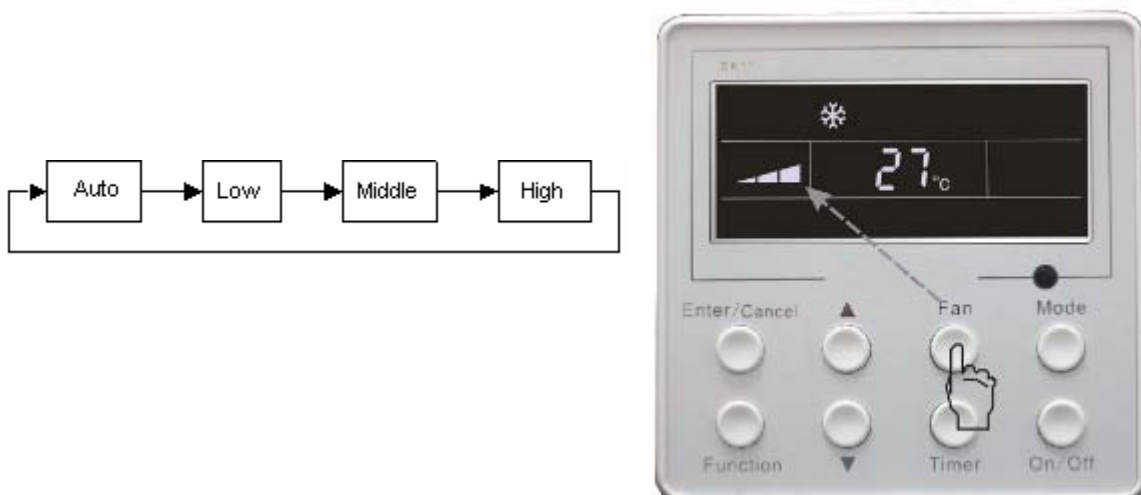 Auto
Low
Middle
High
27°C
Enter/Cancel
▲
Fan
Mode
Function
▼
Timer
On/Off